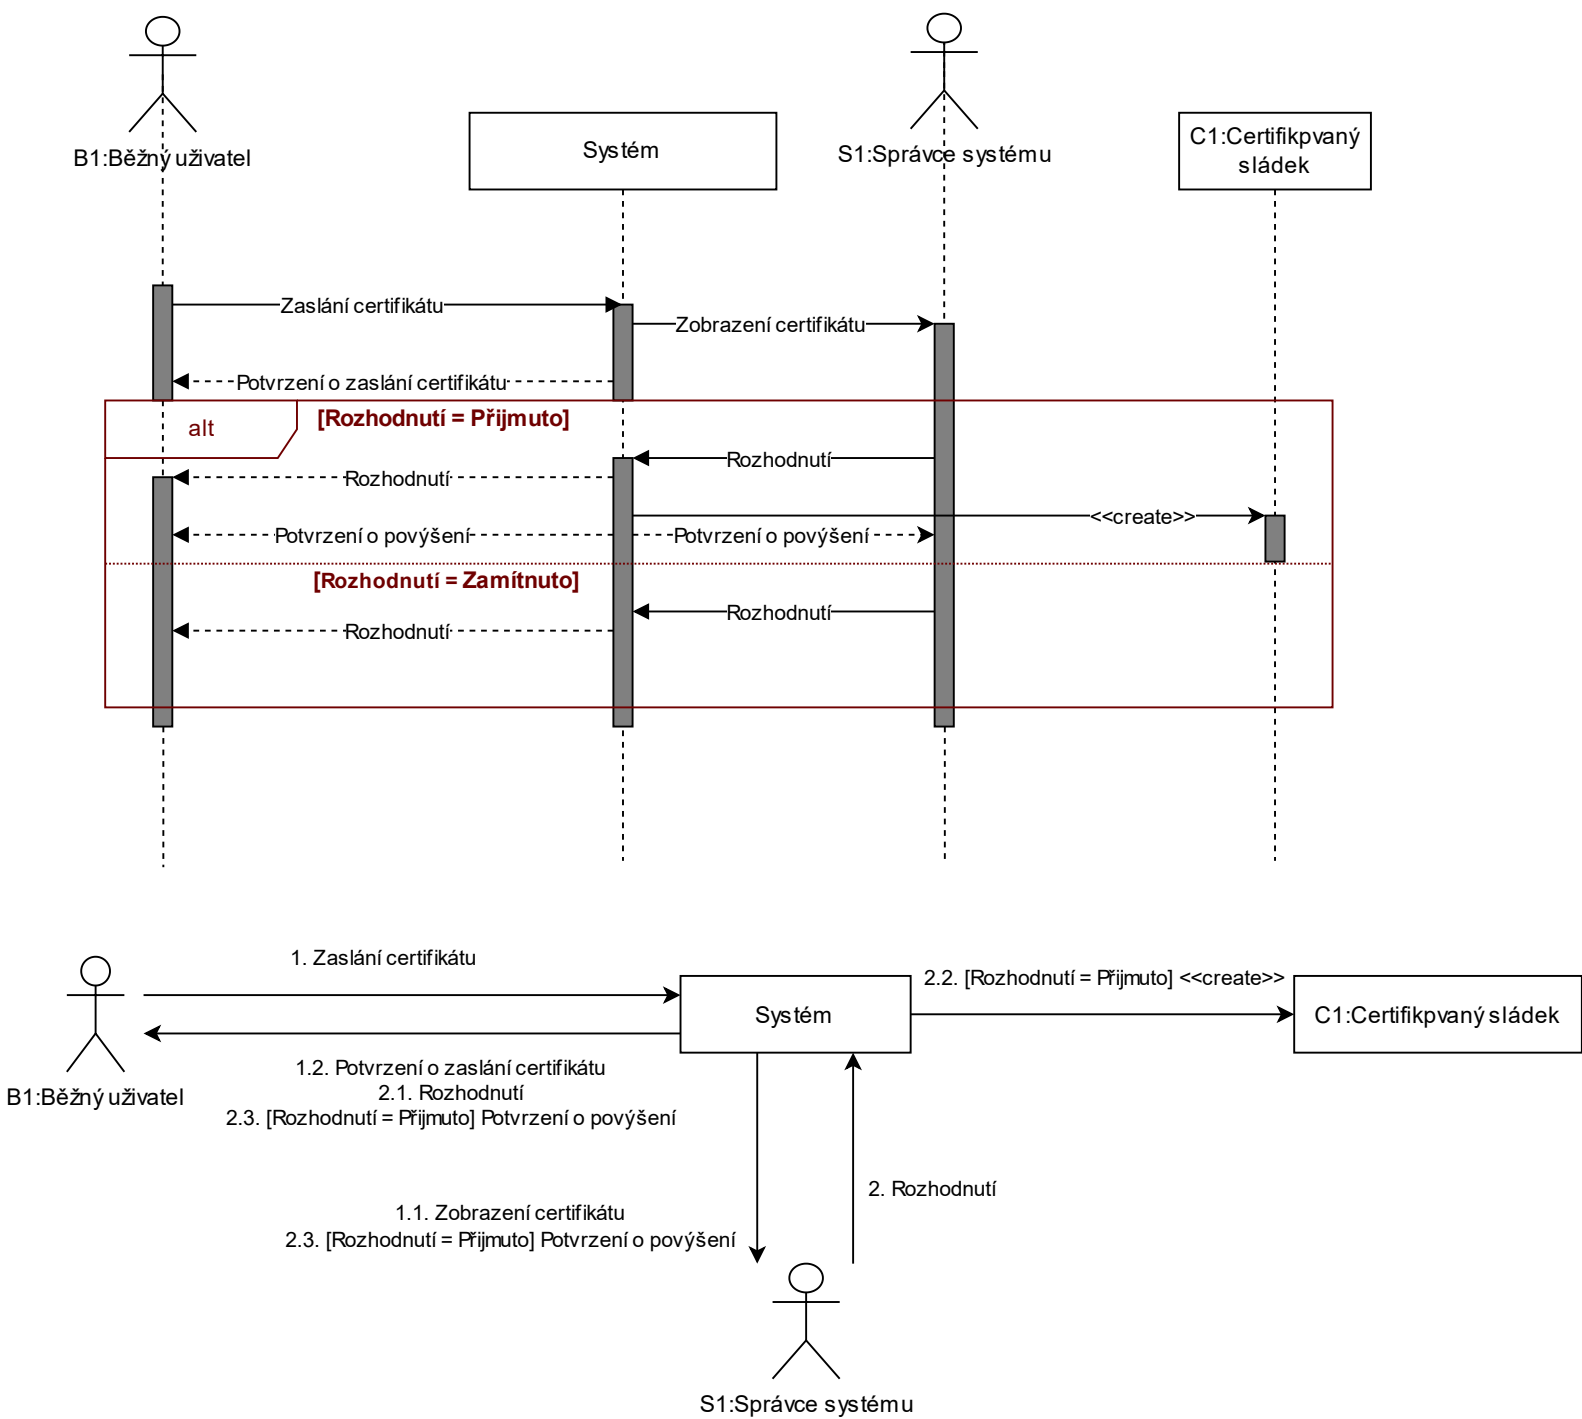 B1:Běžný uživatel
Systém
S1:Správce systému
C1:Certifikpvaný
sládek
Zaslání certifikátu
Zobrazení certifikátu
Potvrzení o zaslání certifikátu
alt
[Rozhodnutí = Přijmuto]
Rozhodnutí
Rozhodnutí
<<create>>
Potvrzení o povýšení
Potvrzení o povýšení
[Rozhodnutí = Zamítnuto]
Rozhodnutí
Rozhodnutí
1. Zaslání certifikátu
2.2. [Rozhodnutí = Přijmuto] <<create>>
Systém
C1:Certifikpvaný sládek
B1:Běžný uživatel
1.2. Potvrzení o zaslání certifikátu
2.1. Rozhodnutí
2.3. [Rozhodnutí = Přijmuto] Potvrzení o povýšení
2. Rozhodnutí
1.1. Zobrazení certifikátu
2.3. [Rozhodnutí = Přijmuto] Potvrzení o povýšení
S1:Správce systému